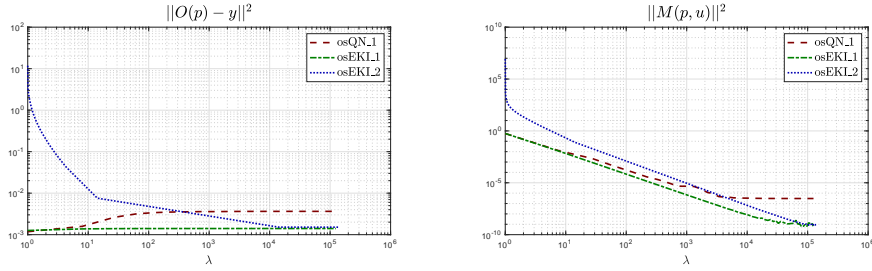 ||O(p) − y||²
10²
10¹
10⁰
10⁻¹
10⁻²
10⁻³
10⁰ 10¹ 10² 10³ 10⁴ 10⁵ 10⁶
λ
osQN_1
osEKI_1
osEKI_2
||M(p, u)||²
10¹⁰
10⁵
10⁰
10⁻⁵
10⁻¹⁰
10⁰ 10¹ 10² 10³ 10⁴ 10⁵ 10⁶
λ
osQN_1
osEKI_1
osEKI_2